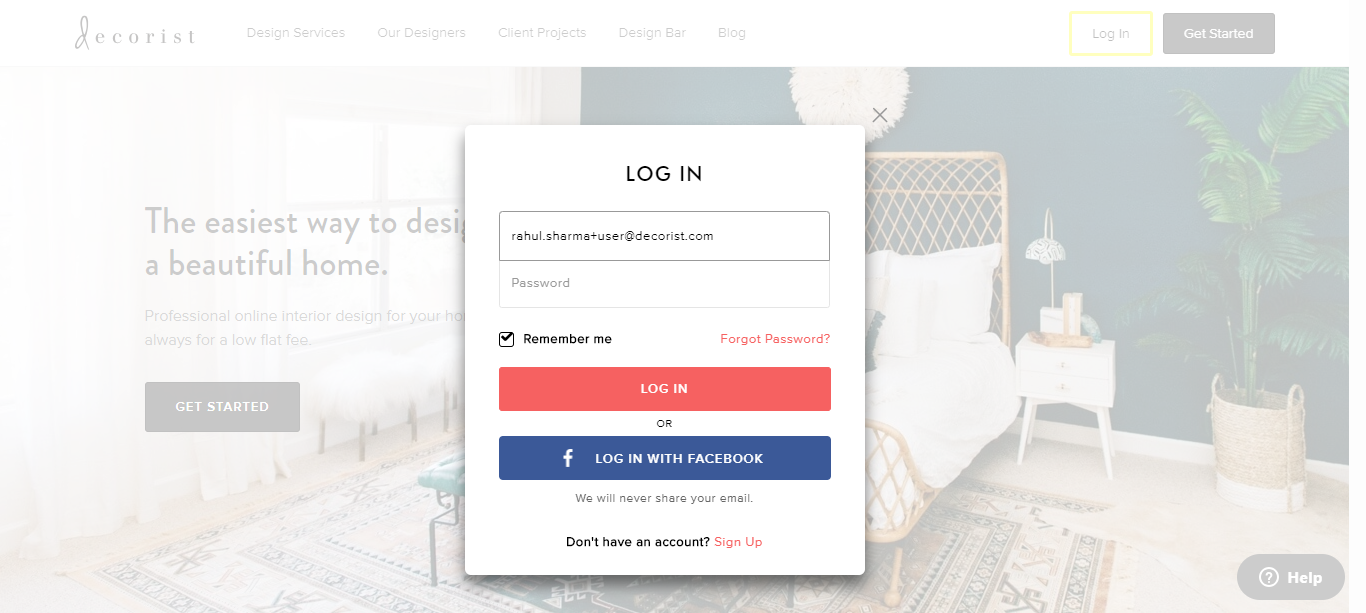 decorist
Design Services
Our Designers
Client Projects
Design Bar
Blog
Log In
Get Started
The easiest way to desig
a beautiful home.
Professional online interior design for your ho
always for a low flat fee.
GET STARTED
LOG IN
rahul.sharma+user@decorist.com
Password
Remember me
Forgot Password?
LOG IN
OR
LOG IN WITH FACEBOOK
We will never share your email.
Don't have an account? Sign Up
Help